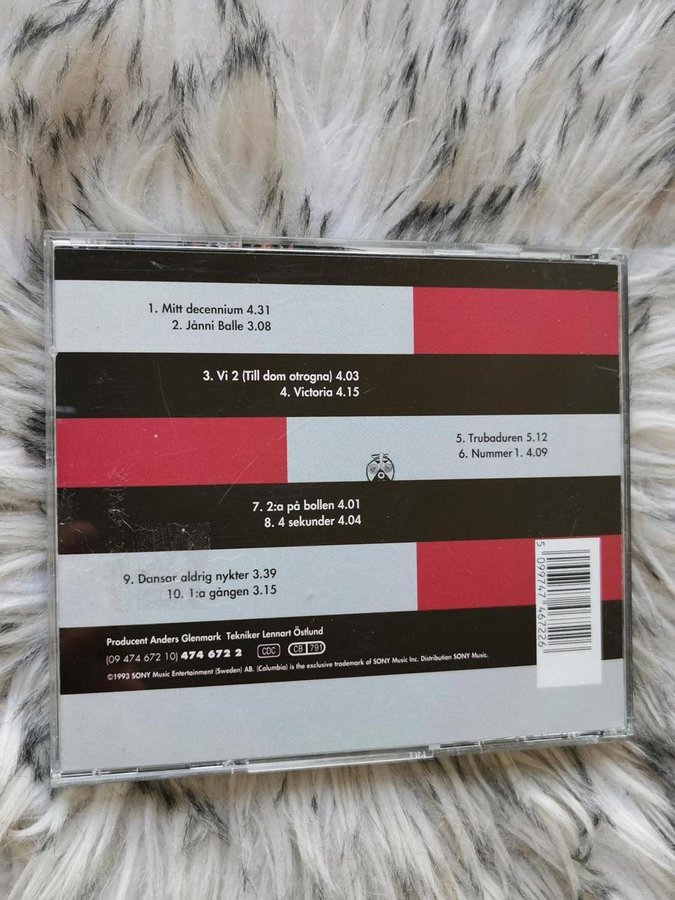 1. Mitt decennium 4.31
2. Jånni Balle 3.08
3. Vi 2 (Till dom otrogna) 4.03
4. Victoria 4.15
5. Trubaduren 5.12
6. Nummer 1. 4.09
7. 2:a på bollen 4.01
8. 4 sekunder 4.04
9. Dansar aldrig nykter 3.39
10. 1:a gången 3.15
Producent Anders Glenmark Tekniker Lennart Östlund
(09 474 672 10) 474 672 2 CDC CB 791
©1993 SONY Music Entertainment (Sweden) AB. (Columbia) is the exclusive trademark of SONY Music Inc. Distribution SONY Music.
5 099747 467226